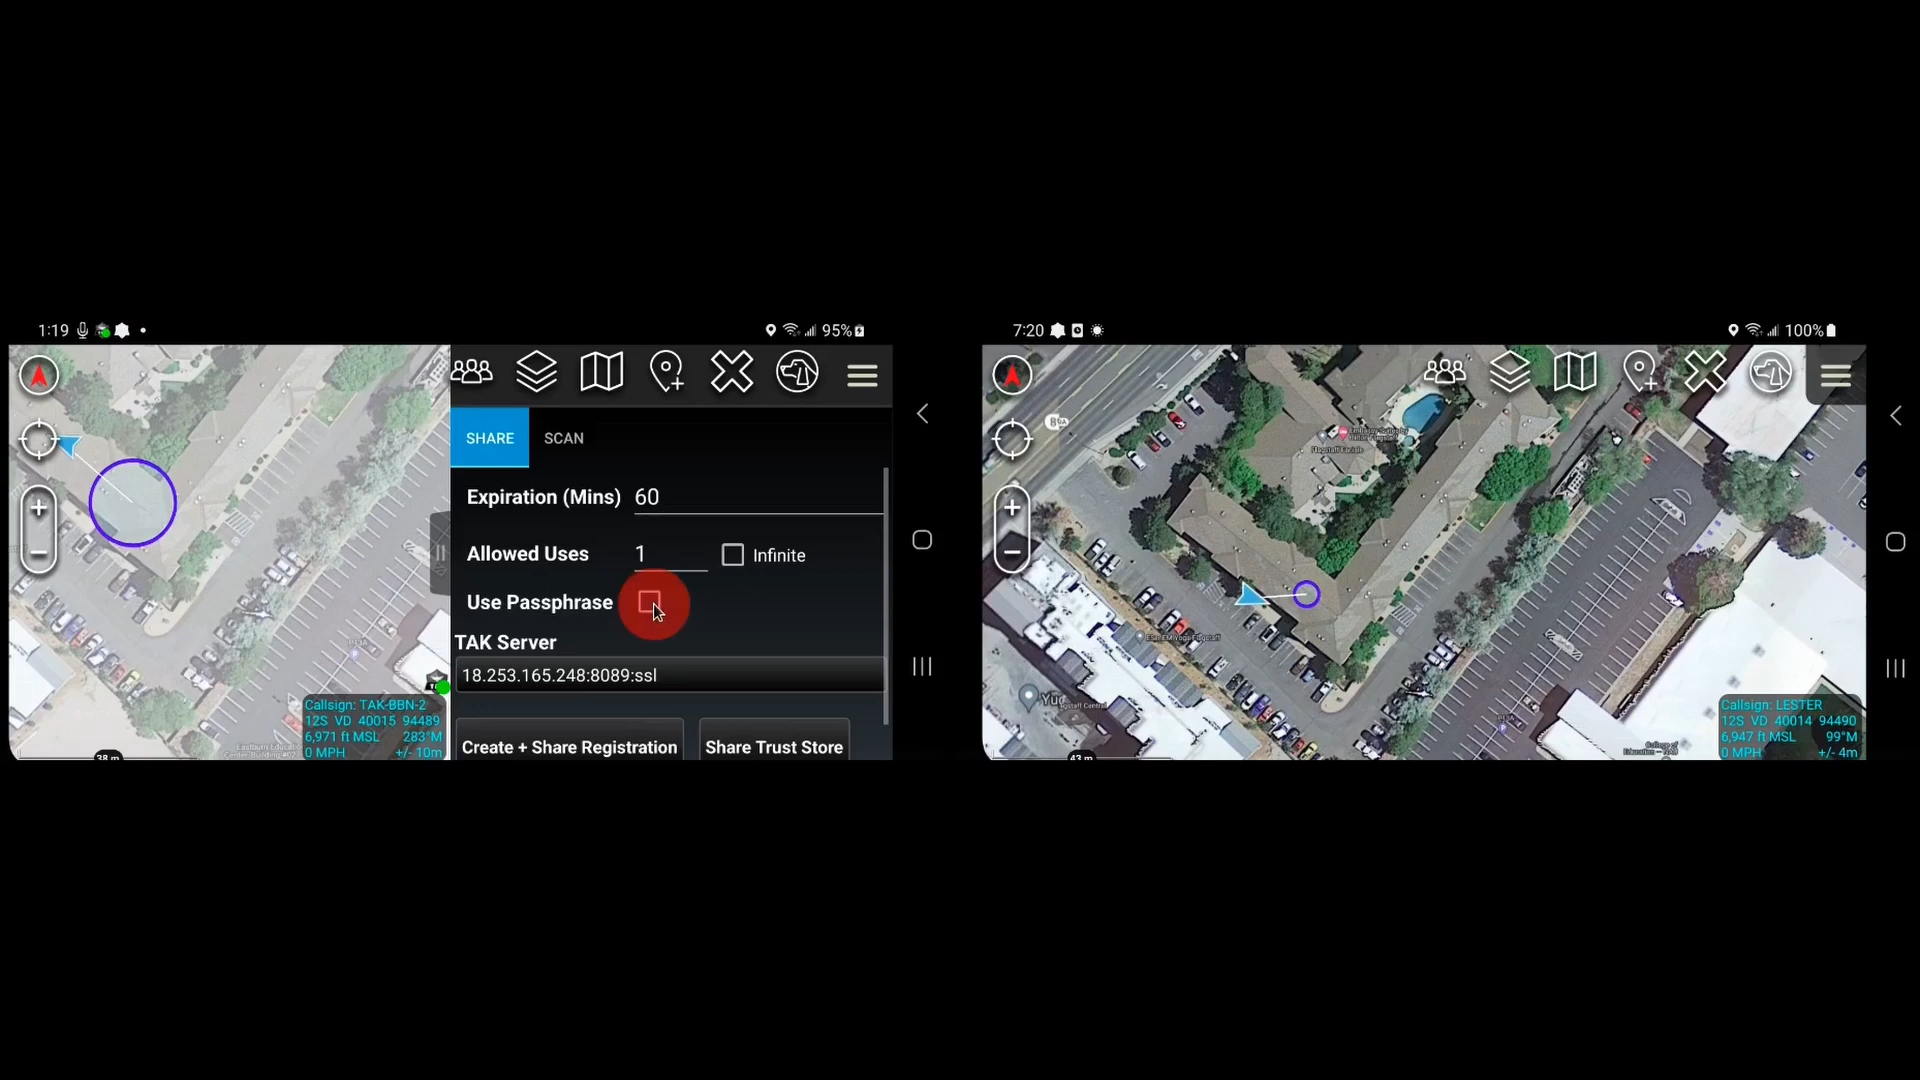 1:19
95%
SHARE
SCAN
Expiration (Mins) 60
Allowed Uses 1
Infinite
Use Passphrase
TAK Server
18.253.165.248:8089:ssl
Create + Share Registration
Share Trust Store
Callsign: TAK-BBN-2
12S VD 40015 94489
6,971 ft MSL 283°M
0 MPH +/- 10m
38 m
7:20
100%
Callsign: LESTER
12S VD 40014 94490
6,947 ft MSL 99°M
0 MPH +/- 4m
43 m